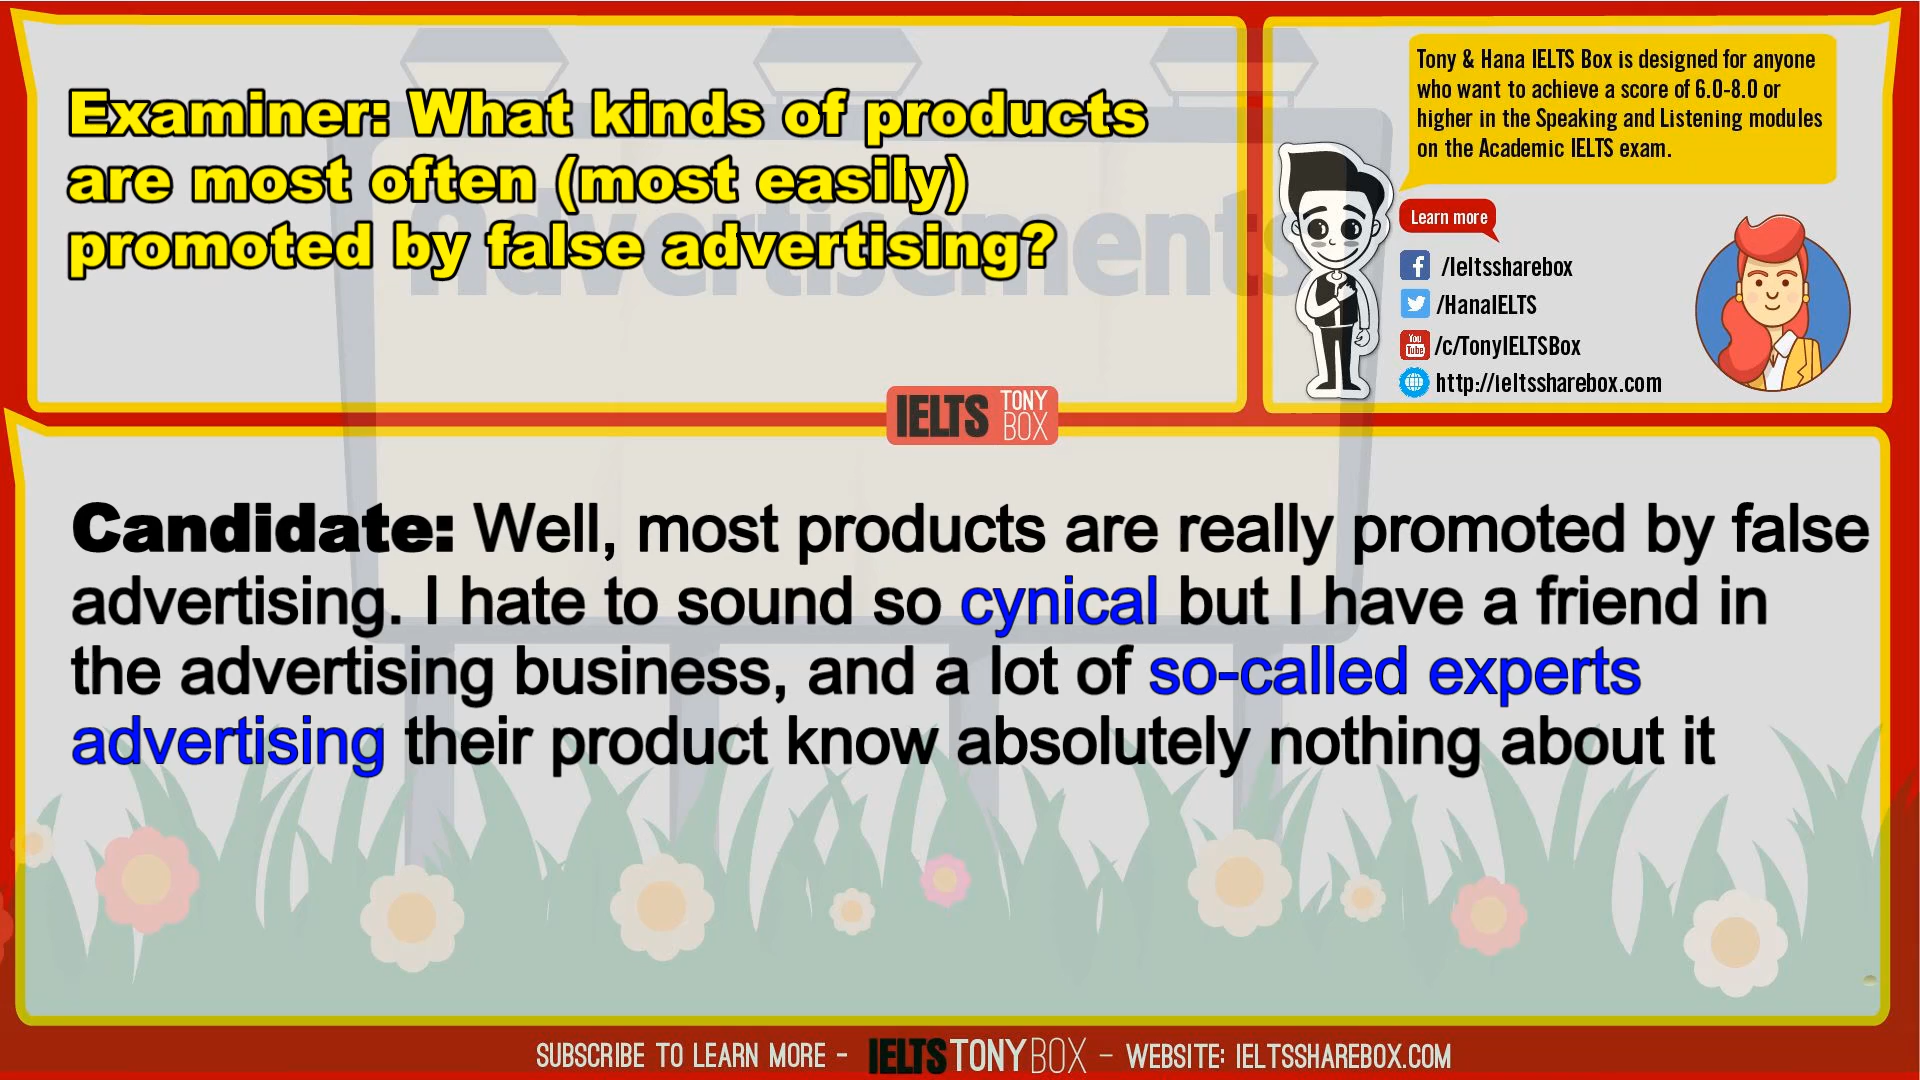 Examiner: What kinds of products
are most often (most easily)
promoted by false advertising?
Advertisements
Tony & Hana IELTS Box is designed for anyone
who want to achieve a score of 6.0-8.0 or
higher in the Speaking and Listening modules
on the Academic IELTS exam.
Learn more
/Ieltssharebox
/HanaIELTS
You
Tube
/c/TonyIELTSBox
http://ieltssharebox.com
IELTS TONY
BOX
Candidate: Well, most products are really promoted by false
advertising. I hate to sound so cynical but I have a friend in
the advertising business, and a lot of so-called experts
advertising their product know absolutely nothing about it
SUBSCRIBE TO LEARN MORE - IELTS TONY BOX - WEBSITE: IELTSSHAREBOX.COM